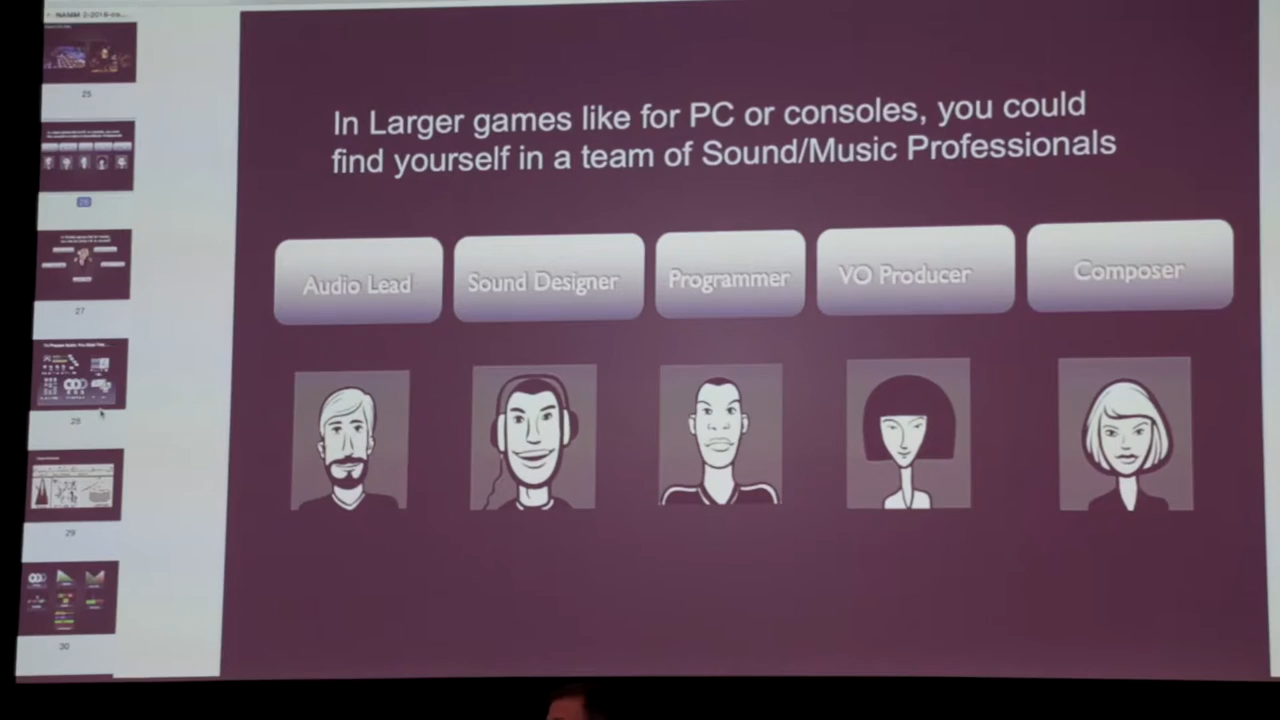 25
In Larger games like for PC or consoles, you could
find yourself in a team of Sound/Music Professionals
Audio Lead
Sound Designer
Programmer
VO Producer
Composer
26
27
28
29
30